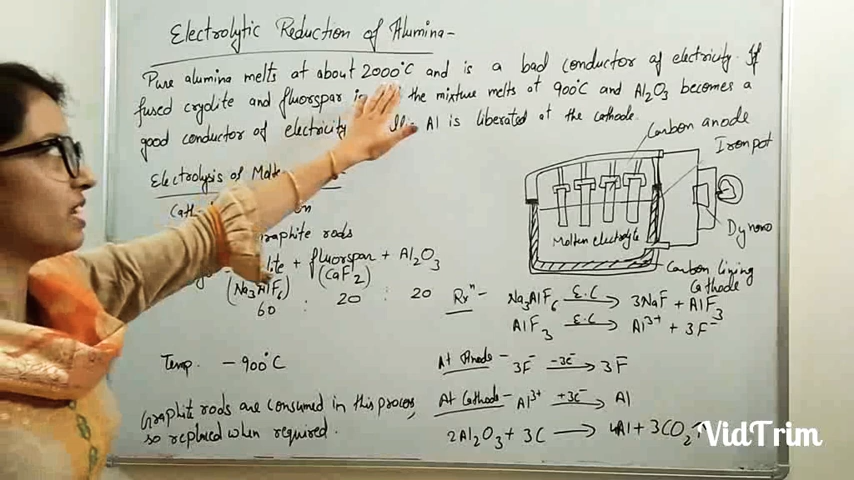 Electrolytic Reduction of Alumina-
Pure alumina melts at about 2000°C and is a bad conductor of electricity. If
fused cryolite and fluorspar the mixture melts at 900°C and Al2O3 becomes a
good conductor of electricity Al is liberated at the cathode.
Carbon anode
Iron pot
Electrolysis of Molten
Molten electrolyte
Dynamo
Carbon lining
Cathode
Graphite rods
+ fluorspar + Al2O3
(Na3AlF6) (CaF2)
60 : 20 : 20
Rxn - Na3AlF6 E.C → 3NaF + AlF3
AlF3 E.C → Al3+ + 3F-
Temp. - 900°C
At Anode - 3F- -3e- → 3F
At Cathode - Al3+ +3e- → Al
Graphite rods are consumed in this process,
so replaced when required.
2Al2O3 + 3C → 4Al + 3CO2↑
VidTrim